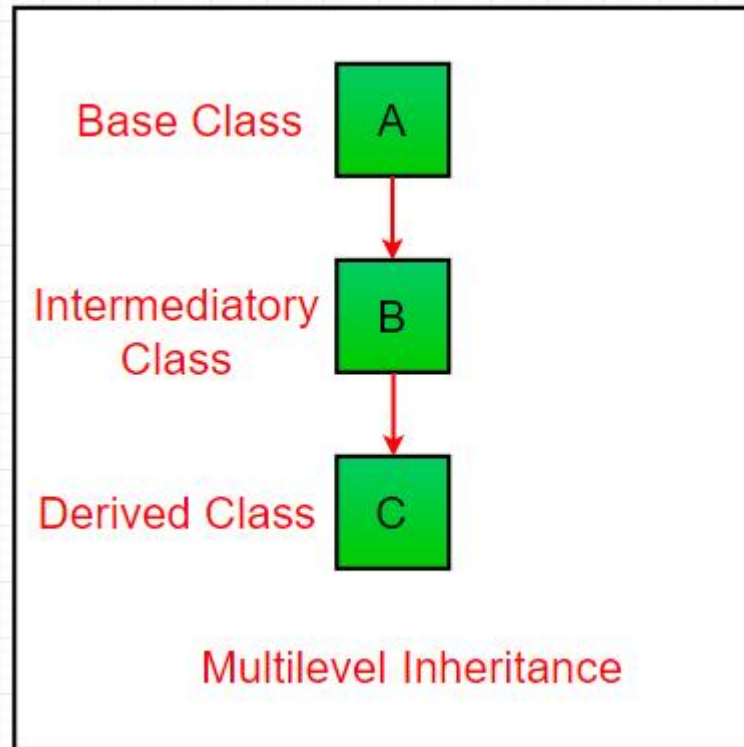 Base Class
A
Intermediatory
Class
B
Derived Class
C
Multilevel Inheritance